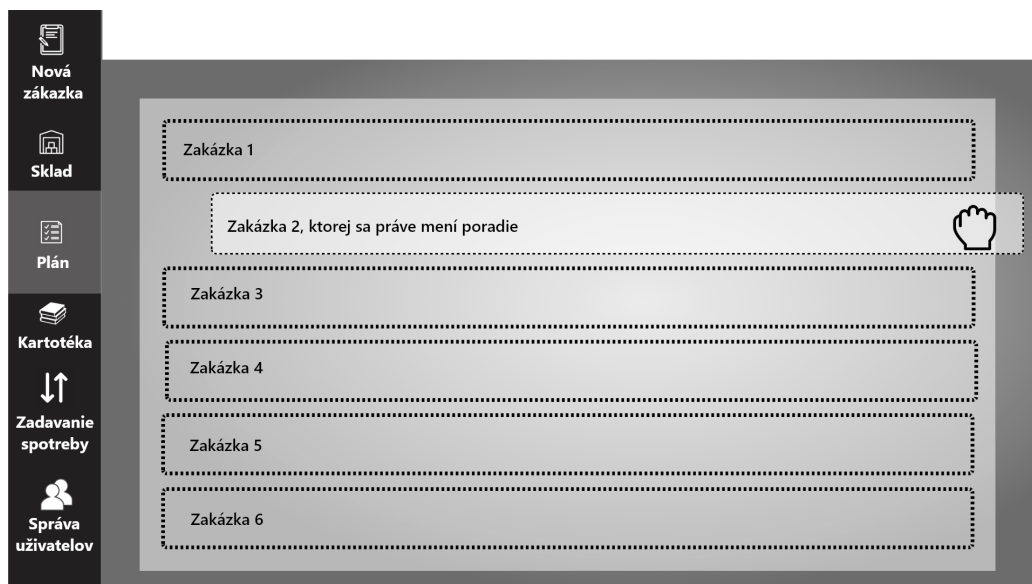 Nová
zákazka
Sklad
Plán
Kartotéka
Zadavanie
spotreby
Správa
uživatelov
Zakázka 1
Zakázka 2, ktorej sa práve mení poradie
Zakázka 3
Zakázka 4
Zakázka 5
Zakázka 6